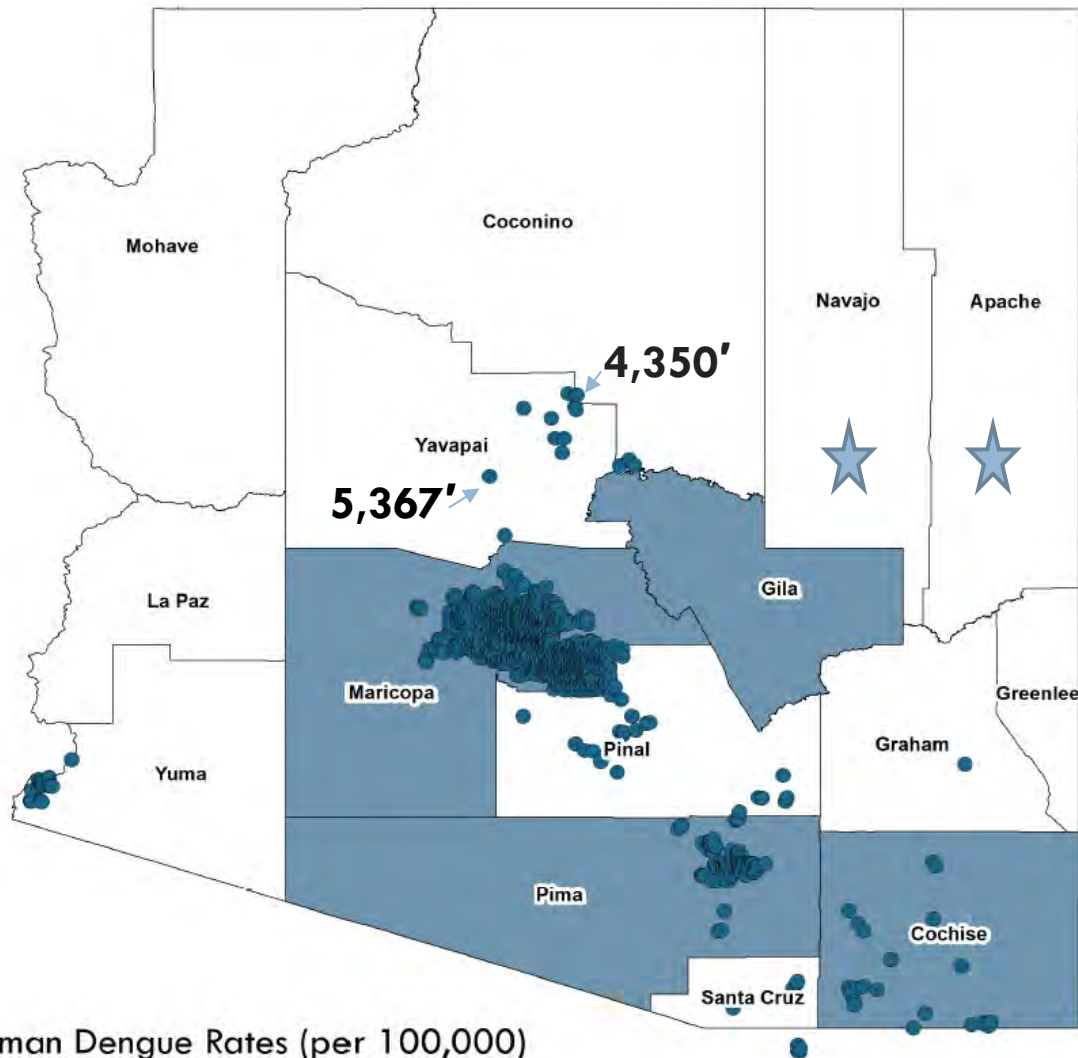 Mohave
Coconino
Navajo
Apache
4,350′
Yavapai
5,367′
La Paz
Gila
Maricopa
Greenlee
Pinal
Graham
Yuma
Pima
Cochise
Santa Cruz
man Dengue Rates (per 100,000)